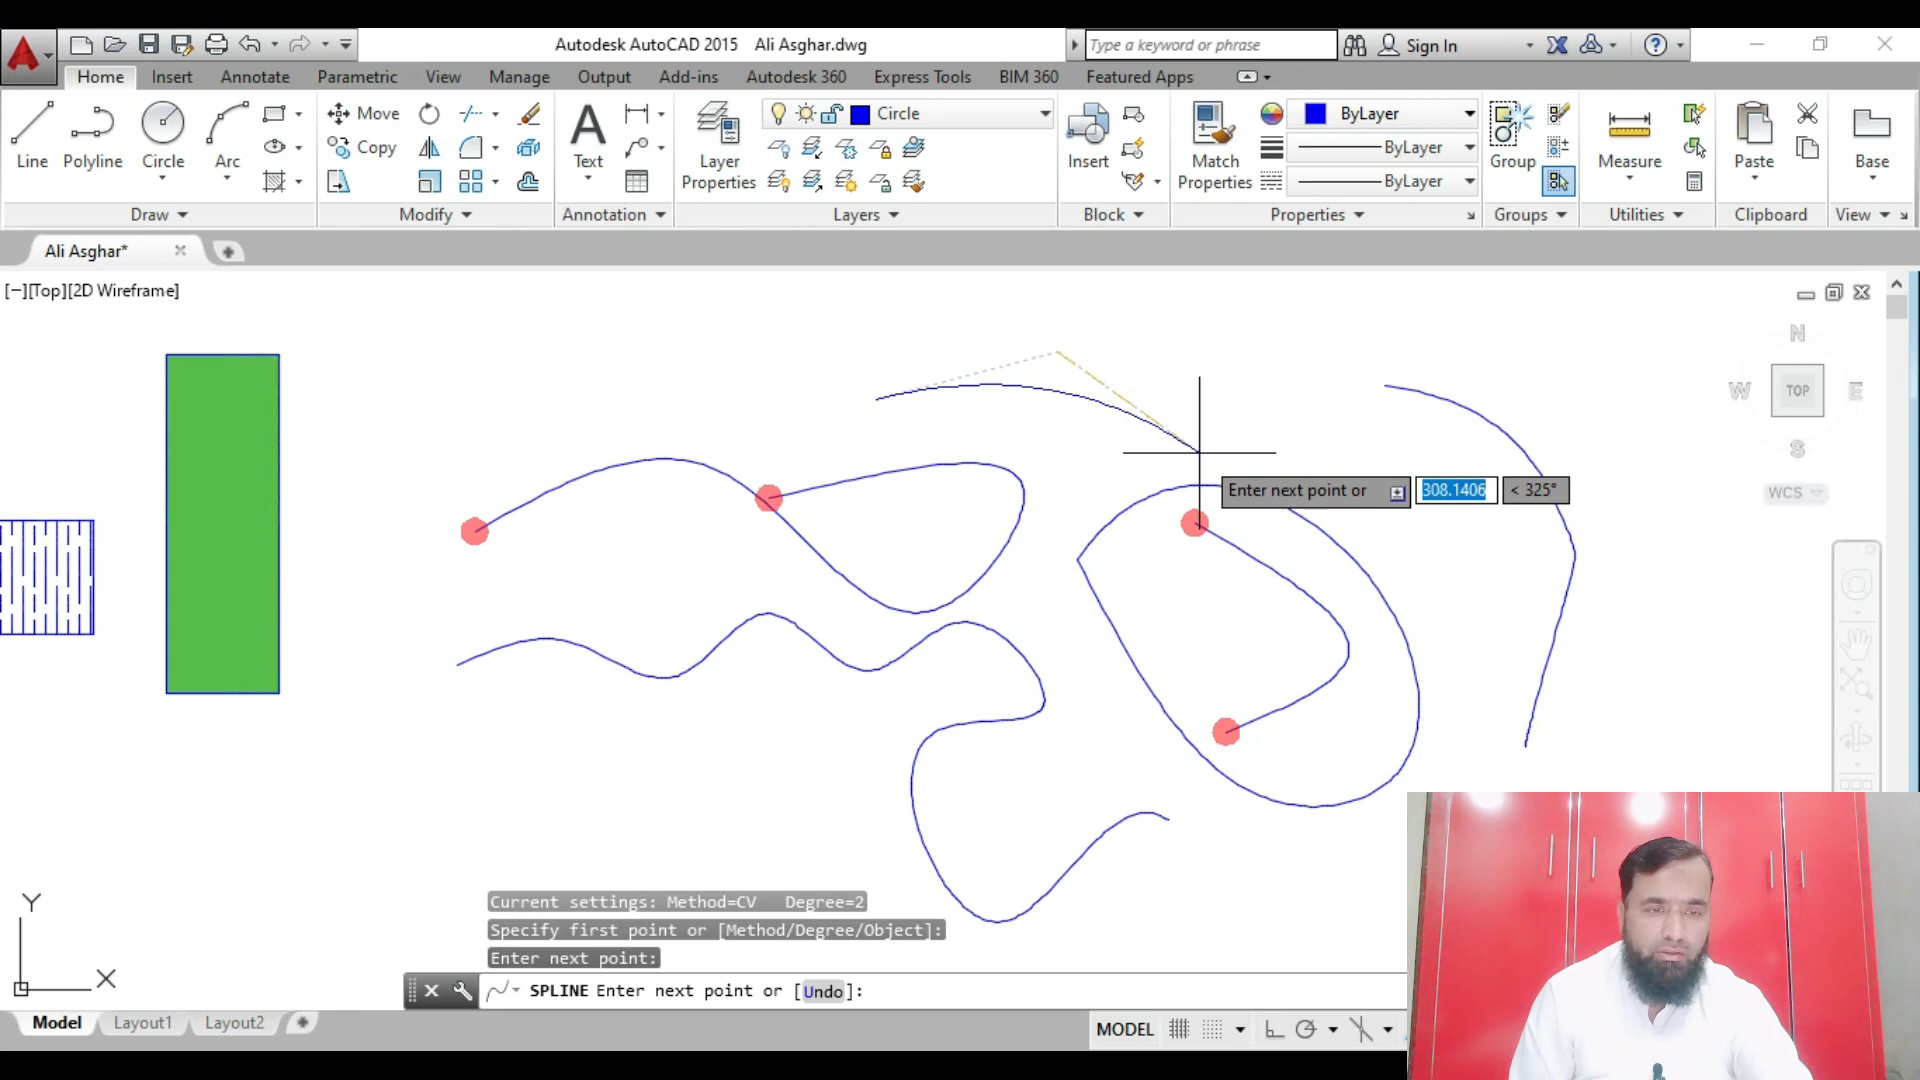 Autodesk AutoCAD 2015 Ali Asghar.dwg
Type a keyword or phrase
Sign In
Home Insert Annotate Parametric View Manage Output Add-ins Autodesk 360 Express Tools BIM 360 Featured Apps
Line Polyline Circle Arc
Move
Copy
Text
Layer Properties
Circle
Insert
Match Properties
ByLayer
ByLayer
ByLayer
Group
Measure
Paste
Base
Draw Modify Annotation Layers Block Properties Groups Utilities Clipboard View
Ali Asghar*
[−][Top][2D Wireframe]
N
W TOP E
S
WCS
Enter next point or 308.1406 < 325°
Y
X
Current settings: Method=CV Degree=2
Specify first point or [Method/Degree/Object]:
Enter next point:
SPLINE Enter next point or [Undo]:
Model Layout1 Layout2
MODEL